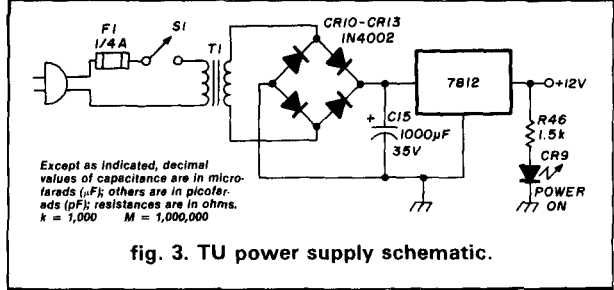 F1
1/4A
S1
T1
CR10-CR13
1N4002
7812
+12V
+
C15
1000µF
35V
R46
1.5k
CR9
POWER
ON
Except as indicated, decimal
values of capacitance are in micro-
farads (µF); others are in picofar-
ads (pF); resistances are in ohms.
k = 1,000 M = 1,000,000
fig. 3. TU power supply schematic.